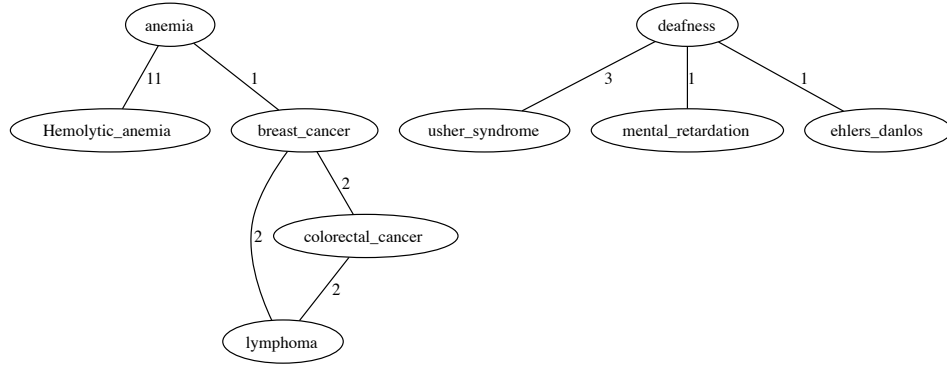 anemia
deafness
11
1
3
1
1
Hemolytic_anemia
breast_cancer
usher_syndrome
mental_retardation
ehlers_danlos
2
2
colorectal_cancer
2
lymphoma